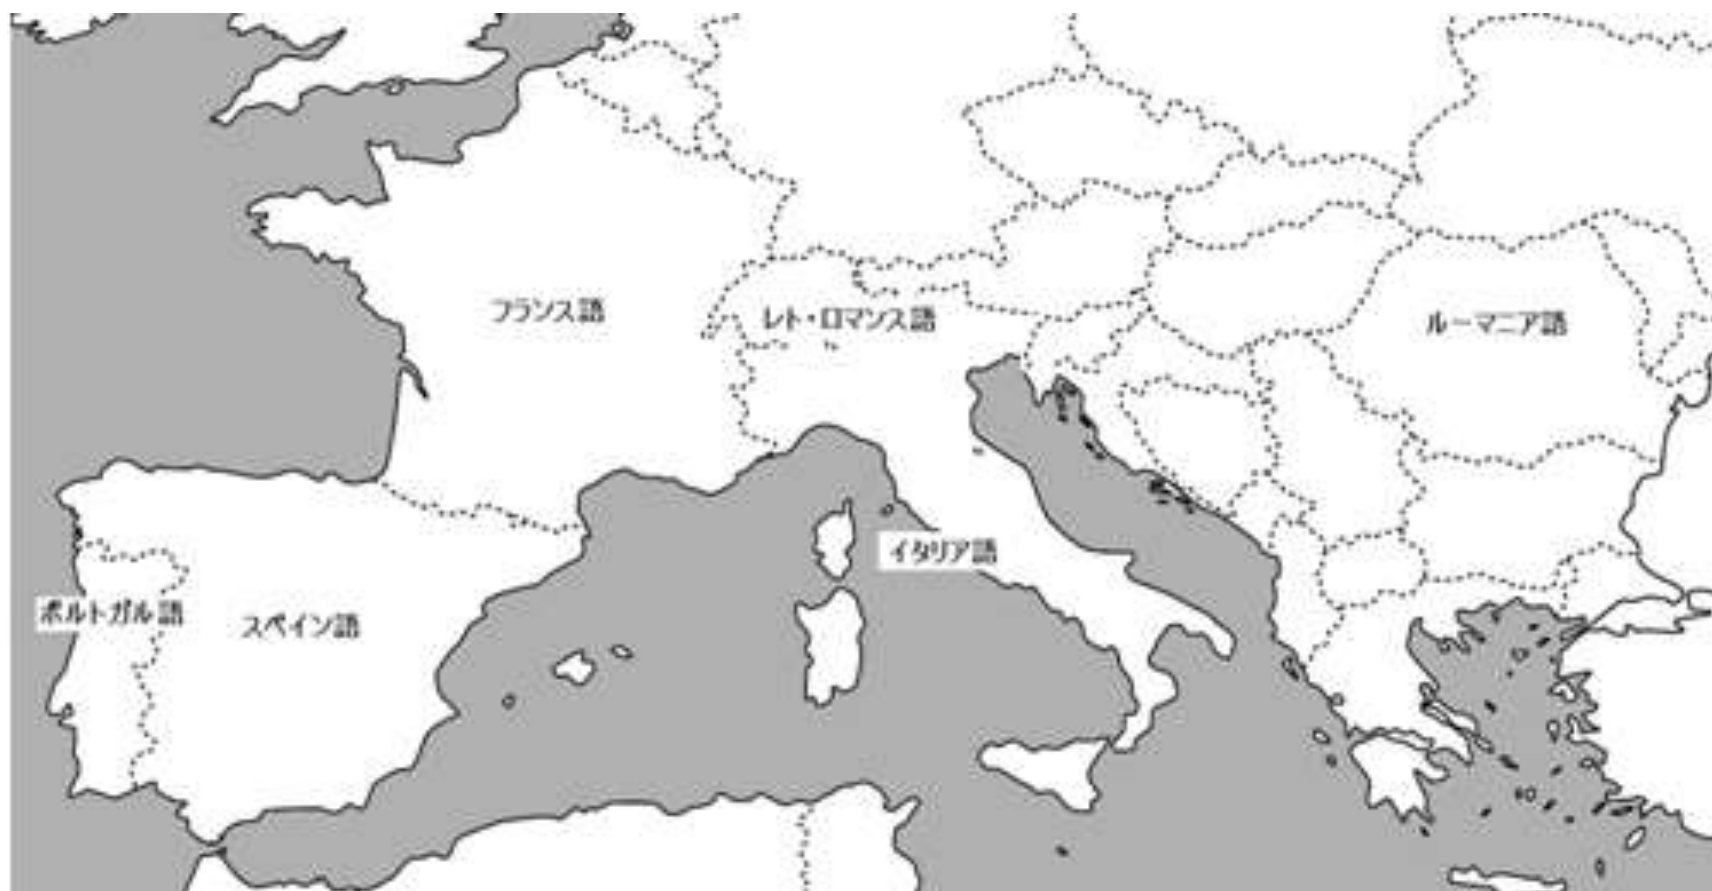 フランス語
レト・ロマンス語
ルーマニア語
イタリア語
ポルトガル語
スペイン語